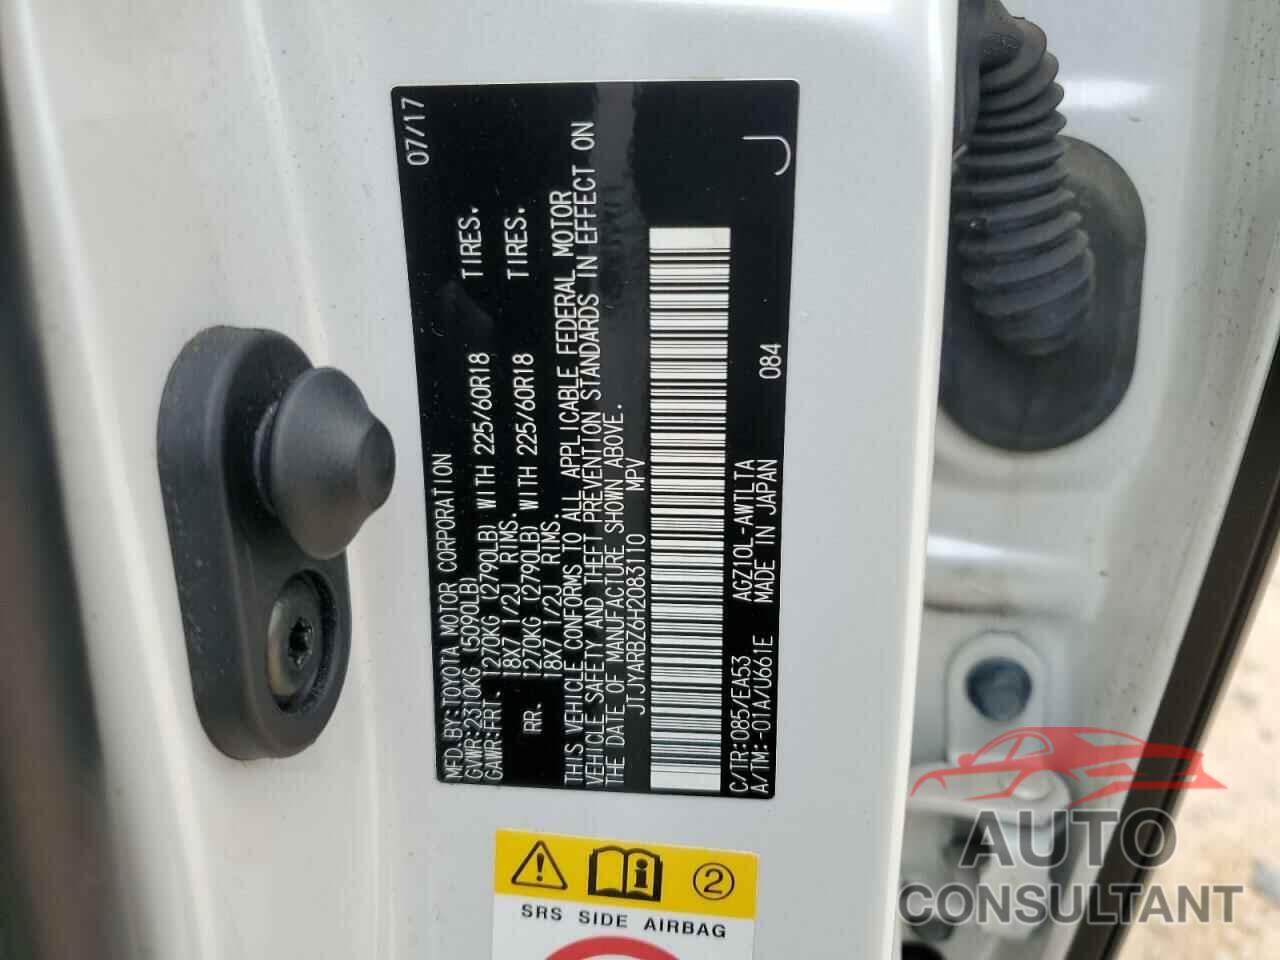 MFD. BY:TOYOTA MOTOR CORPORATION 07/17
GVWR:2310KG (5090LB)
GAWR:FRT. 1270KG (2790LB) WITH 225/60R18 TIRES.
18X7 1/2J RIMS.
RR. 1270KG (2790LB) WITH 225/60R18 TIRES.
18X7 1/2J RIMS.
THIS VEHICLE CONFORMS TO ALL APPLICABLE FEDERAL MOTOR
VEHICLE SAFETY AND THEFT PREVENTION STANDARDS IN EFFECT ON
THE DATE OF MANUFACTURE SHOWN ABOVE.
JTJYARBZ6H2083110 MPV
C/TR:085/EA53 AGZ10L-AWTLTA 084
A/TM:-01A/U661E MADE IN JAPAN
J
2
SRS SIDE AIRBAG
AUTO
CONSULTANT